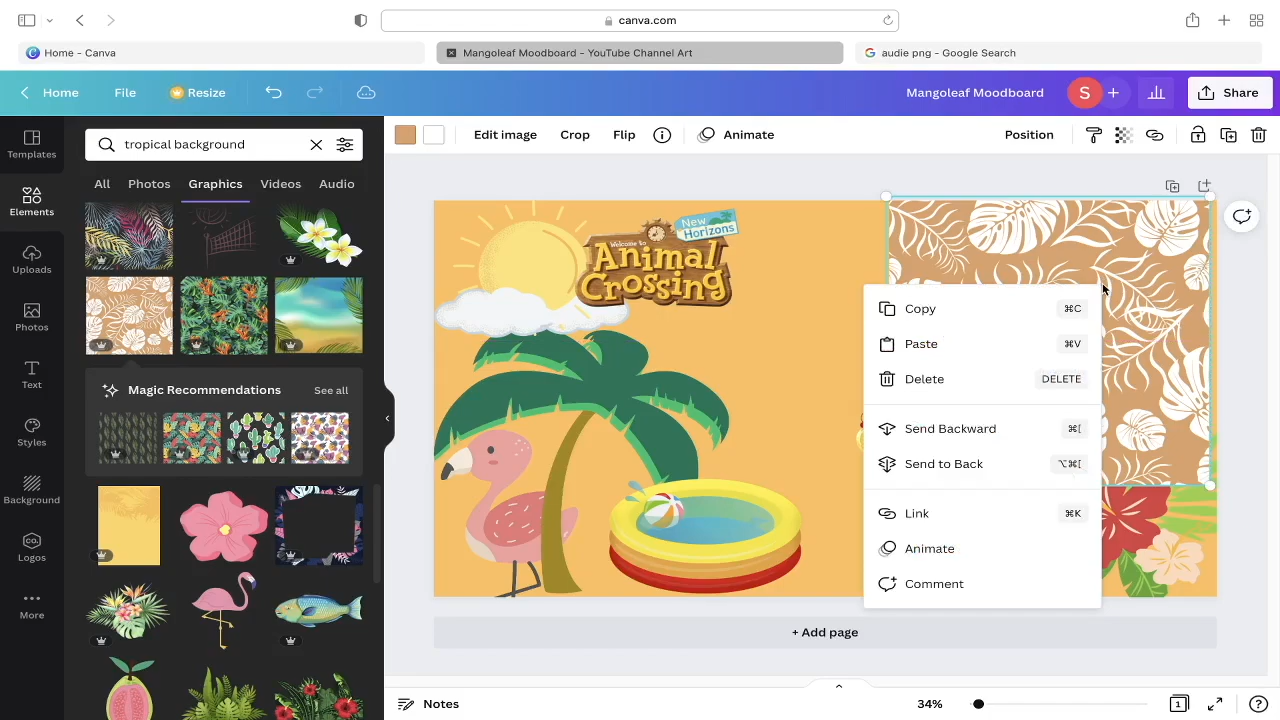 canva.com
Home - Canva
Mangoleaf Moodboard - YouTube Channel Art
audie png - Google Search
Home
File
Resize
Mangoleaf Moodboard
S
Share
Templates
tropical background
Edit image
Crop
Flip
Animate
Position
All
Photos
Graphics
Videos
Audio
Elements
Uploads
Photos
Text
Styles
Background
Logos
CO.
More
Magic Recommendations
See all
New
Horizons
Welcome to
Animal
Crossing
Copy ⌘C
Paste ⌘V
Delete DELETE
Send Backward ⌘[
Send to Back ⌥⌘[
Link ⌘K
Animate
Comment
+ Add page
Notes
34%
1
?